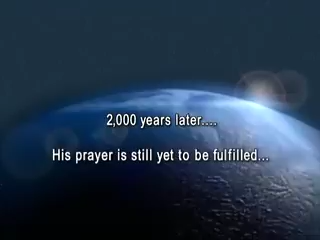 2,000 years later....
His prayer is still yet to be fulfilled...